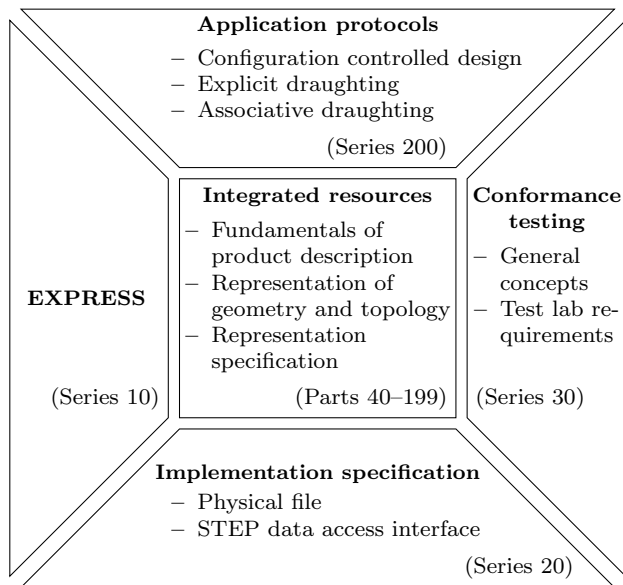 Application protocols
– Configuration controlled design
– Explicit draughting
– Associative draughting
(Series 200)
EXPRESS
(Series 10)
Integrated resources
– Fundamentals of
product description
– Representation of
geometry and topology
– Representation
specification
(Parts 40–199)
Conformance
testing
– General
concepts
– Test lab re-
quirements
(Series 30)
Implementation specification
– Physical file
– STEP data access interface
(Series 20)